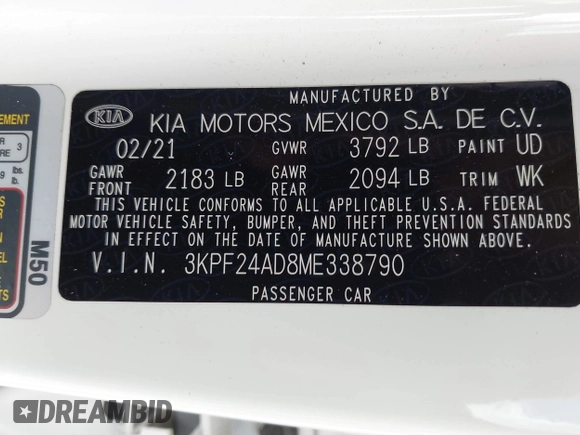 MANUFACTURED BY
KIA KIA MOTORS MEXICO S.A. DE C.V.
02/21 GVWR 3792 LB PAINT UD
GAWR FRONT 2183 LB GAWR REAR 2094 LB TRIM WK
THIS VEHICLE CONFORMS TO ALL APPLICABLE U.S.A. FEDERAL
MOTOR VEHICLE SAFETY, BUMPER, AND THEFT PREVENTION STANDARDS
IN EFFECT ON THE DATE OF MANUFACTURE SHOWN ABOVE.
V.I.N. 3KPF24AD8ME338790
PASSENGER CAR
M50
3
lbs.
DREAMBID